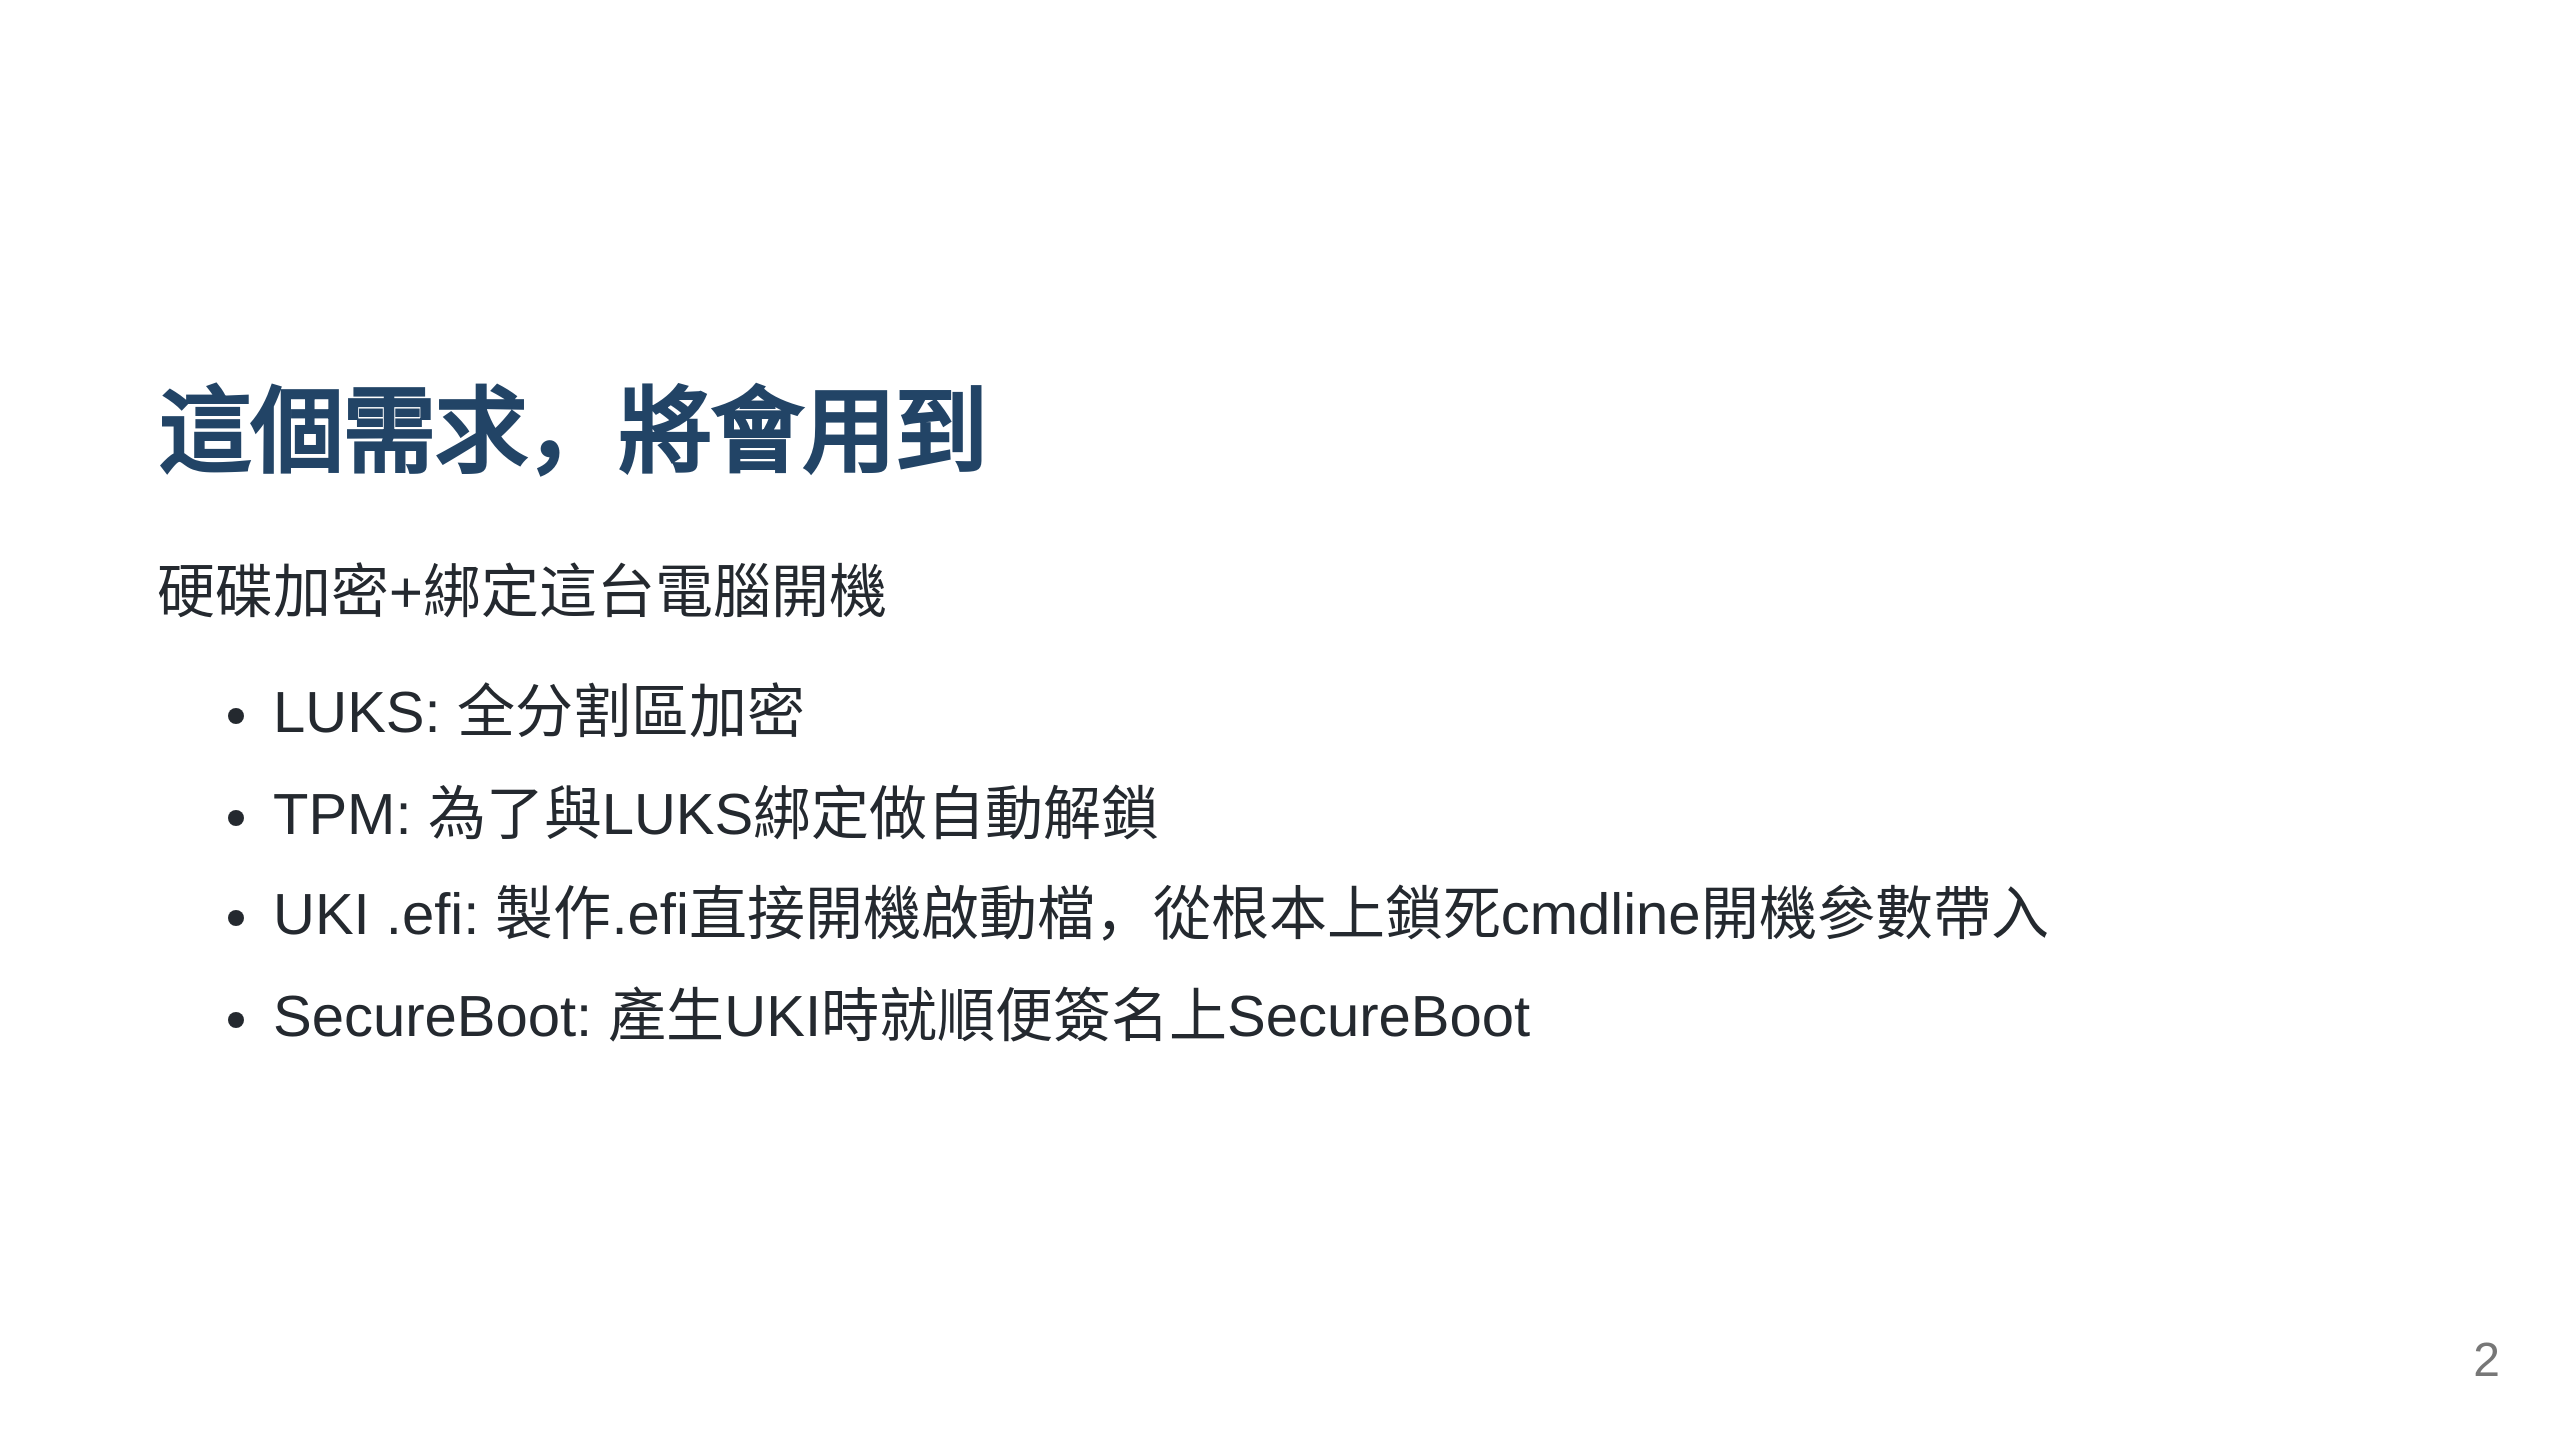 這個需求，將會用到
硬碟加密+綁定這台電腦開機
• LUKS: 全分割區加密
• TPM: 為了與LUKS綁定做自動解鎖
• UKI .efi: 製作.efi直接開機啟動檔，從根本上鎖死cmdline開機參數帶入
• SecureBoot: 產生UKI時就順便簽名上SecureBoot
2